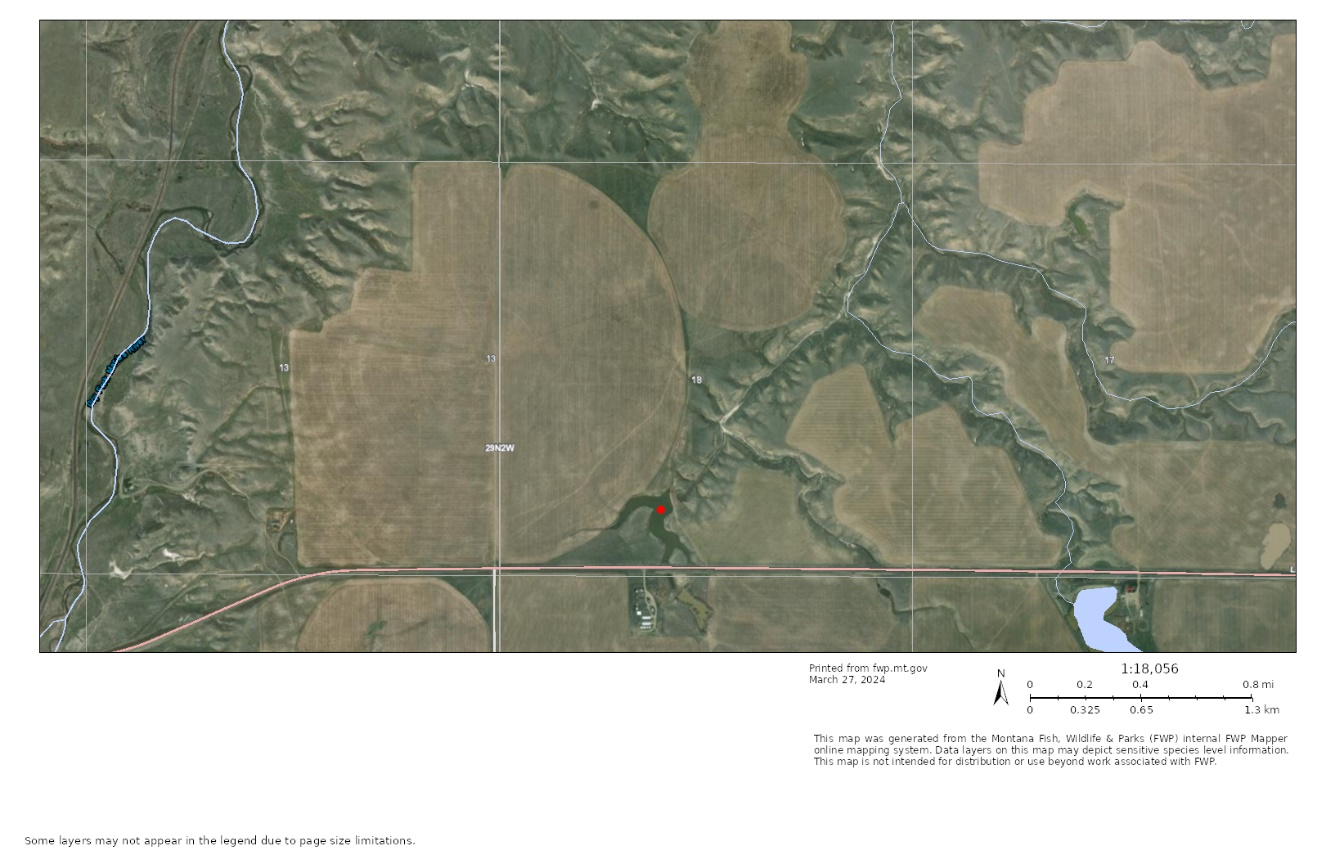 13
13
18
17
29N2W
L
Printed from fwp.mt.gov
March 27, 2024
N
1:18,056
0 0.2 0.4 0.8 mi
0 0.325 0.65 1.3 km
This map was generated from the Montana Fish, Wildlife & Parks (FWP) internal FWP Mapper
online mapping system. Data layers on this map may depict sensitive species level information.
This map is not intended for distribution or use beyond work associated with FWP.
Some layers may not appear in the legend due to page size limitations.